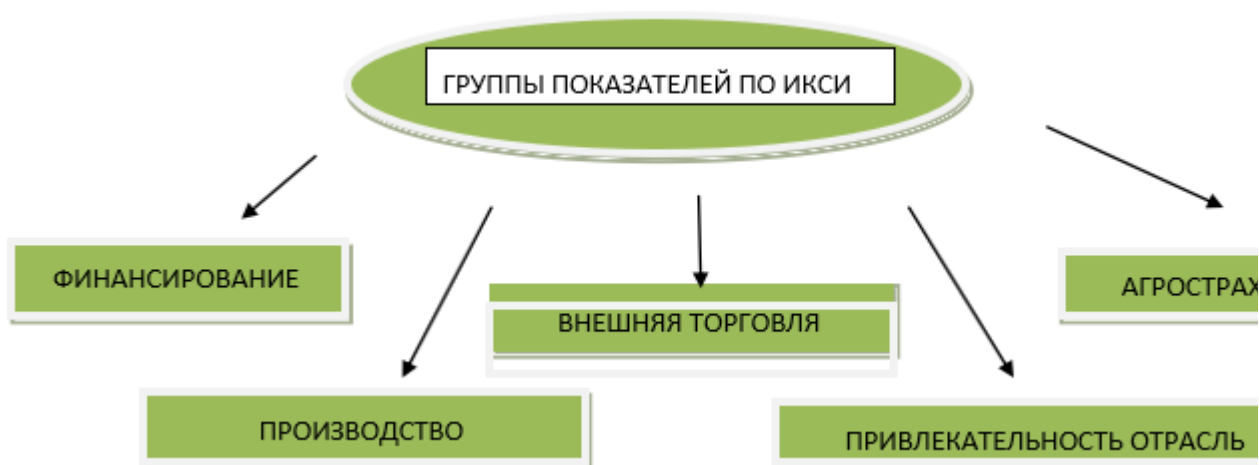 ГРУППЫ ПОКАЗАТЕЛЕЙ ПО ИКСИ
ФИНАНСИРОВАНИЕ
АГРОСТРАХ
ВНЕШНЯЯ ТОРГОВЛЯ
ПРОИЗВОДСТВО
ПРИВЛЕКАТЕЛЬНОСТЬ ОТРАСЛЬ